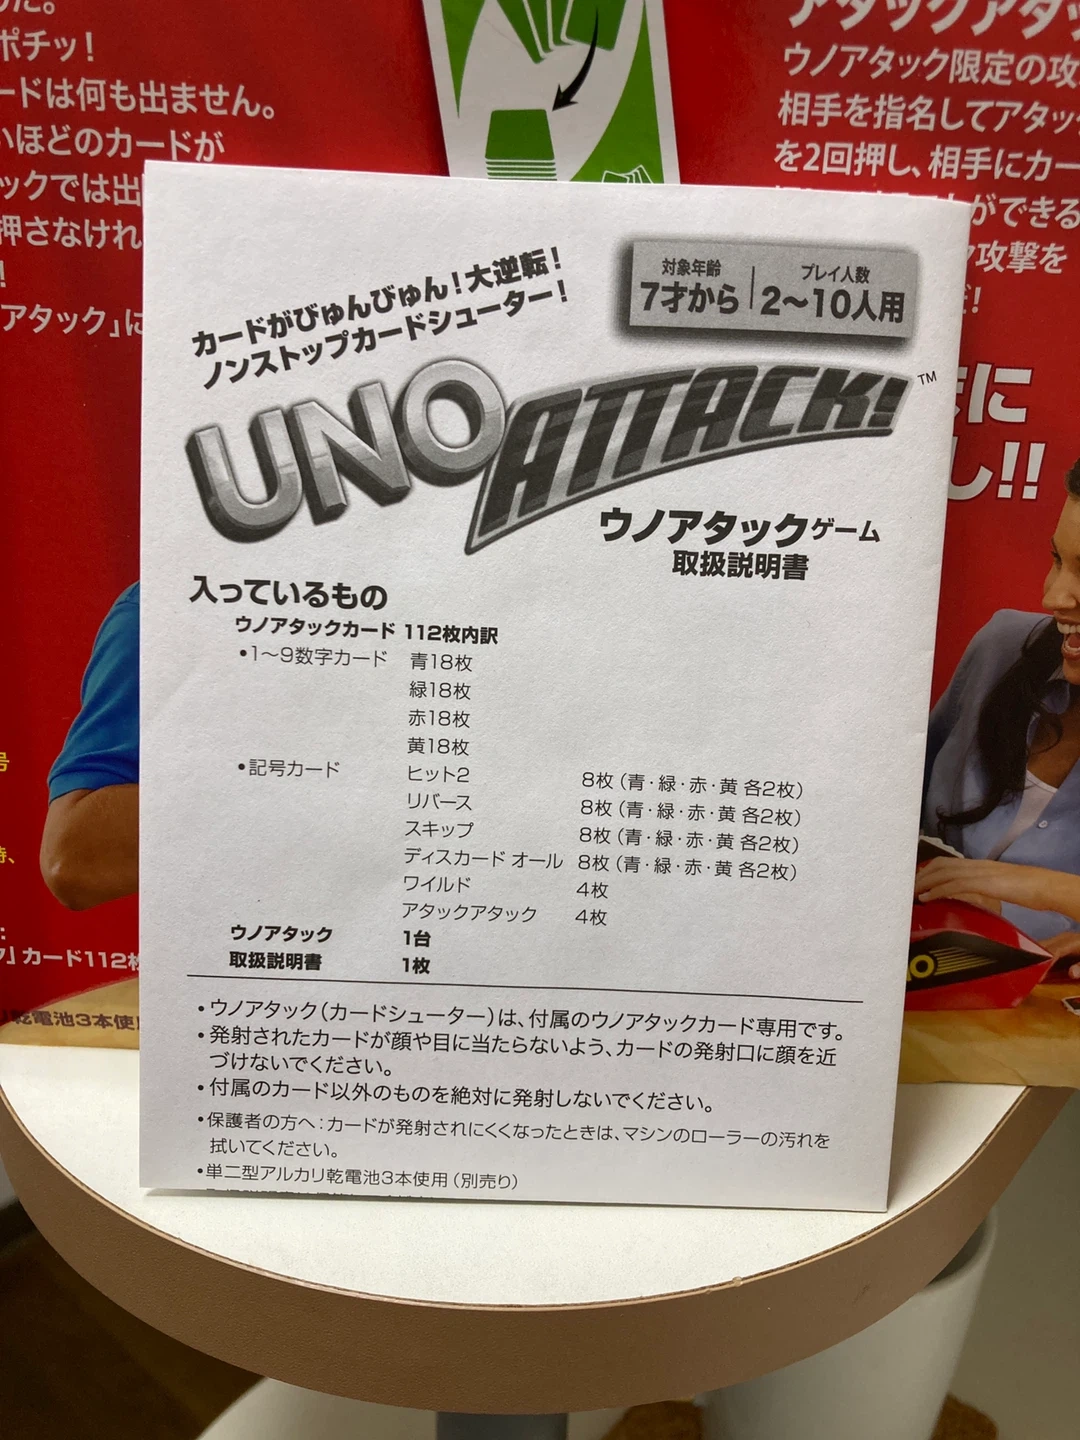 ポチッ!
ードは何も出ません。
いほどのカードが
ックでは出
押さなけれ
アタック」に
カード112枚
乾電池3本使
アタックアタッ
ウノアタック限定の攻
相手を指名してアタッ
を2回押し、相手にカー
ができる
攻撃を
に
し!!
カードがびゅんびゅん!大逆転!
ノンストップカードシューター!
対象年齢
7才から
プレイ人数
2〜10人用
UNO ATTACK! ™
ウノアタックゲーム
取扱説明書
入っているもの
ウノアタックカード 112枚内訳
•1〜9数字カード 青18枚
緑18枚
赤18枚
黄18枚
•記号カード ヒット2 8枚(青・緑・赤・黄 各2枚)
リバース 8枚(青・緑・赤・黄 各2枚)
スキップ 8枚(青・緑・赤・黄 各2枚)
ディスカード オール 8枚(青・緑・赤・黄 各2枚)
ワイルド 4枚
アタックアタック 4枚
ウノアタック 1台
取扱説明書 1枚
•ウノアタック(カードシューター)は、付属のウノアタックカード専用です。
•発射されたカードが顔や目に当たらないよう、カードの発射口に顔を近
づけないでください。
•付属のカード以外のものを絶対に発射しないでください。
•保護者の方へ:カードが発射されにくくなったときは、マシンのローラーの汚れを
拭いてください。
•単二型アルカリ乾電池3本使用(別売り)